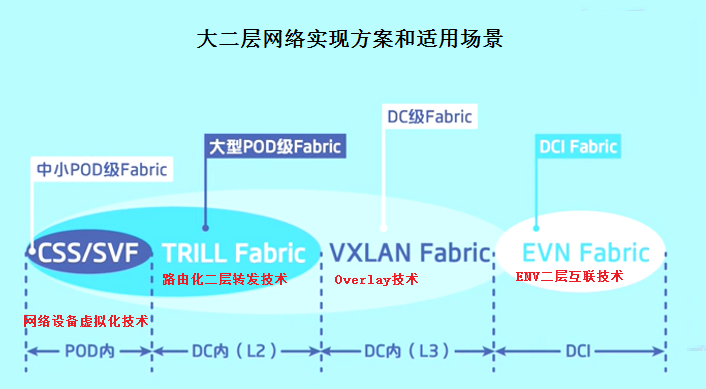 大二层网络实现方案和适用场景
DC级Fabric
大型POD级Fabric
DCI Fabric
中小POD级Fabric
CSS/SVF
TRILL Fabric
VXLAN Fabric
EVN Fabric
路由化二层转发技术
Overlay技术
ENV二层互联技术
网络设备虚拟化技术
POD内
DC内（L2）
DC内（L3）
DCI